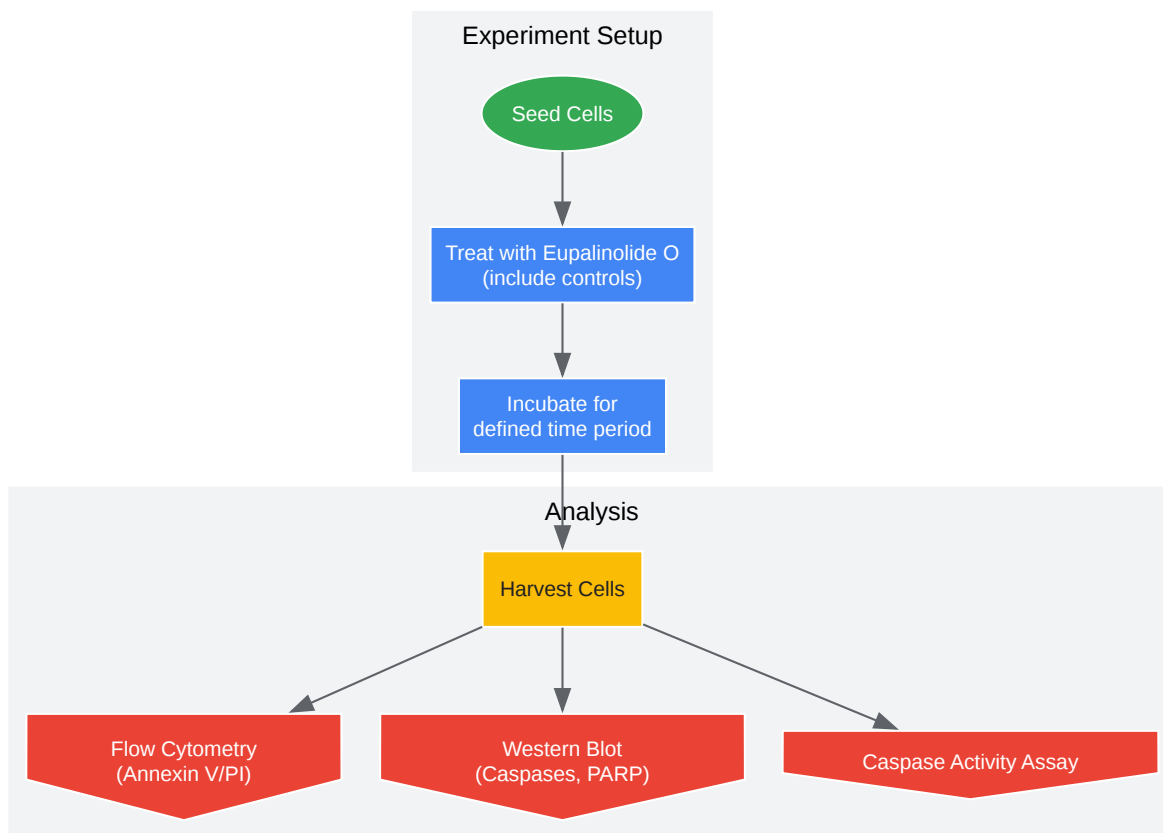 Experiment Setup
Seed Cells
Treat with Eupalinolide O
(include controls)
Incubate for
defined time period
Analysis
Harvest Cells
Flow Cytometry
(Annexin V/PI)
Western Blot
(Caspases, PARP)
Caspase Activity Assay